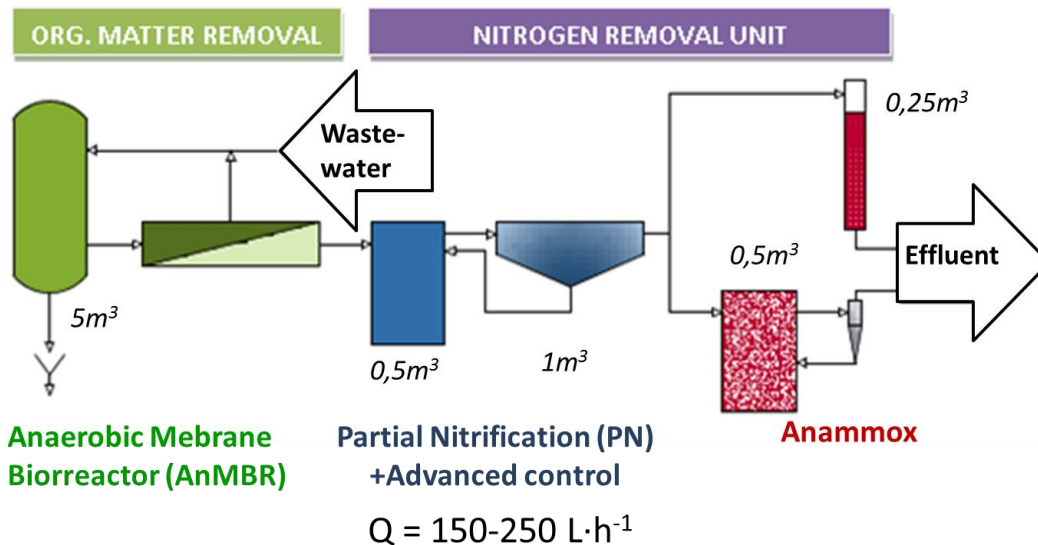 ORG. MATTER REMOVAL
NITROGEN REMOVAL UNIT
Waste-
water
0,25m³
Effluent
0,5m³
5m³
0,5m³
1m³
Anaerobic Mebrane
Biorreactor (AnMBR)
Partial Nitrification (PN)
+Advanced control
Anammox
Q = 150-250 L·h⁻¹